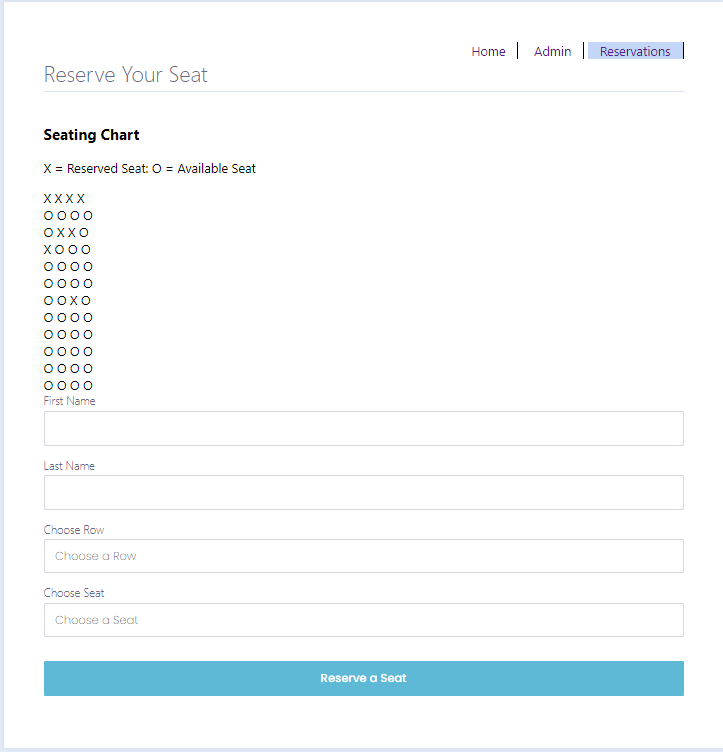 Home Admin Reservations
Reserve Your Seat
Seating Chart
X = Reserved Seat: O = Available Seat
X X X X
O O O O
O X X O
X O O O
O O O O
O O O O
O O X O
O O O O
O O O O
O O O O
O O O O
O O O O
First Name
Last Name
Choose Row
Choose a Row
Choose Seat
Choose a Seat
Reserve a Seat